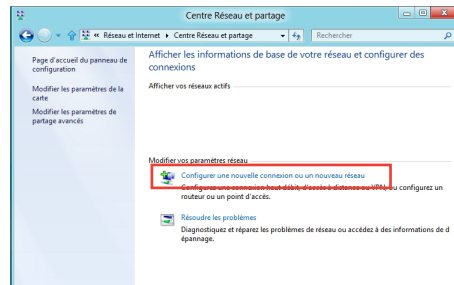 Centre Réseau et partage
« Réseau et Internet ▸ Centre Réseau et partage
Rechercher
Page d'accueil du panneau de
configuration
Modifier les paramètres de la
carte
Modifier les paramètres de
partage avancés
Afficher les informations de base de votre réseau et configurer des
connexions
Afficher vos réseaux actifs
Modifier vos paramètres réseau
Configurer une nouvelle connexion ou un nouveau réseau
Configurez une connexion haut débit, d'accès à distance ou VPN, ou configurez un
routeur ou un point d'accès.
Résoudre les problèmes
Diagnostiquez et réparez les problèmes de réseau ou accédez à des informations de d
épannage.